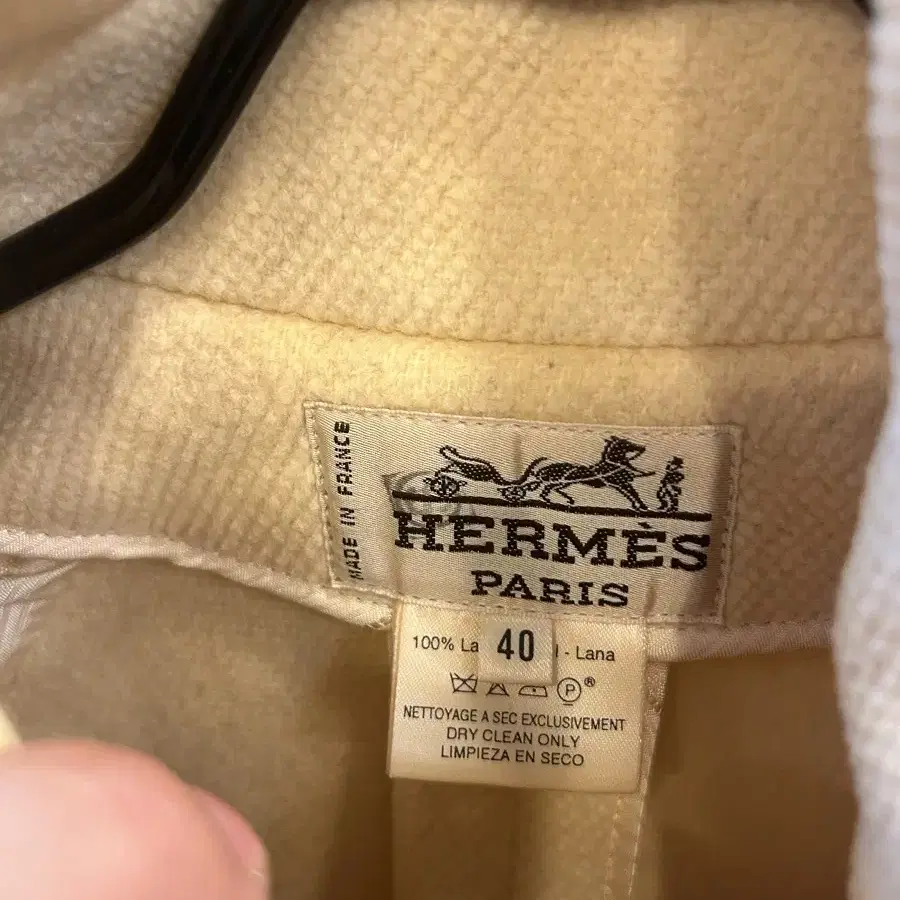 MADE IN FRANCE
HERMÈS
PARIS
40
100% La - Lana
P ®
NETTOYAGE A SEC EXCLUSIVEMENT
DRY CLEAN ONLY
LIMPIEZA EN SECO